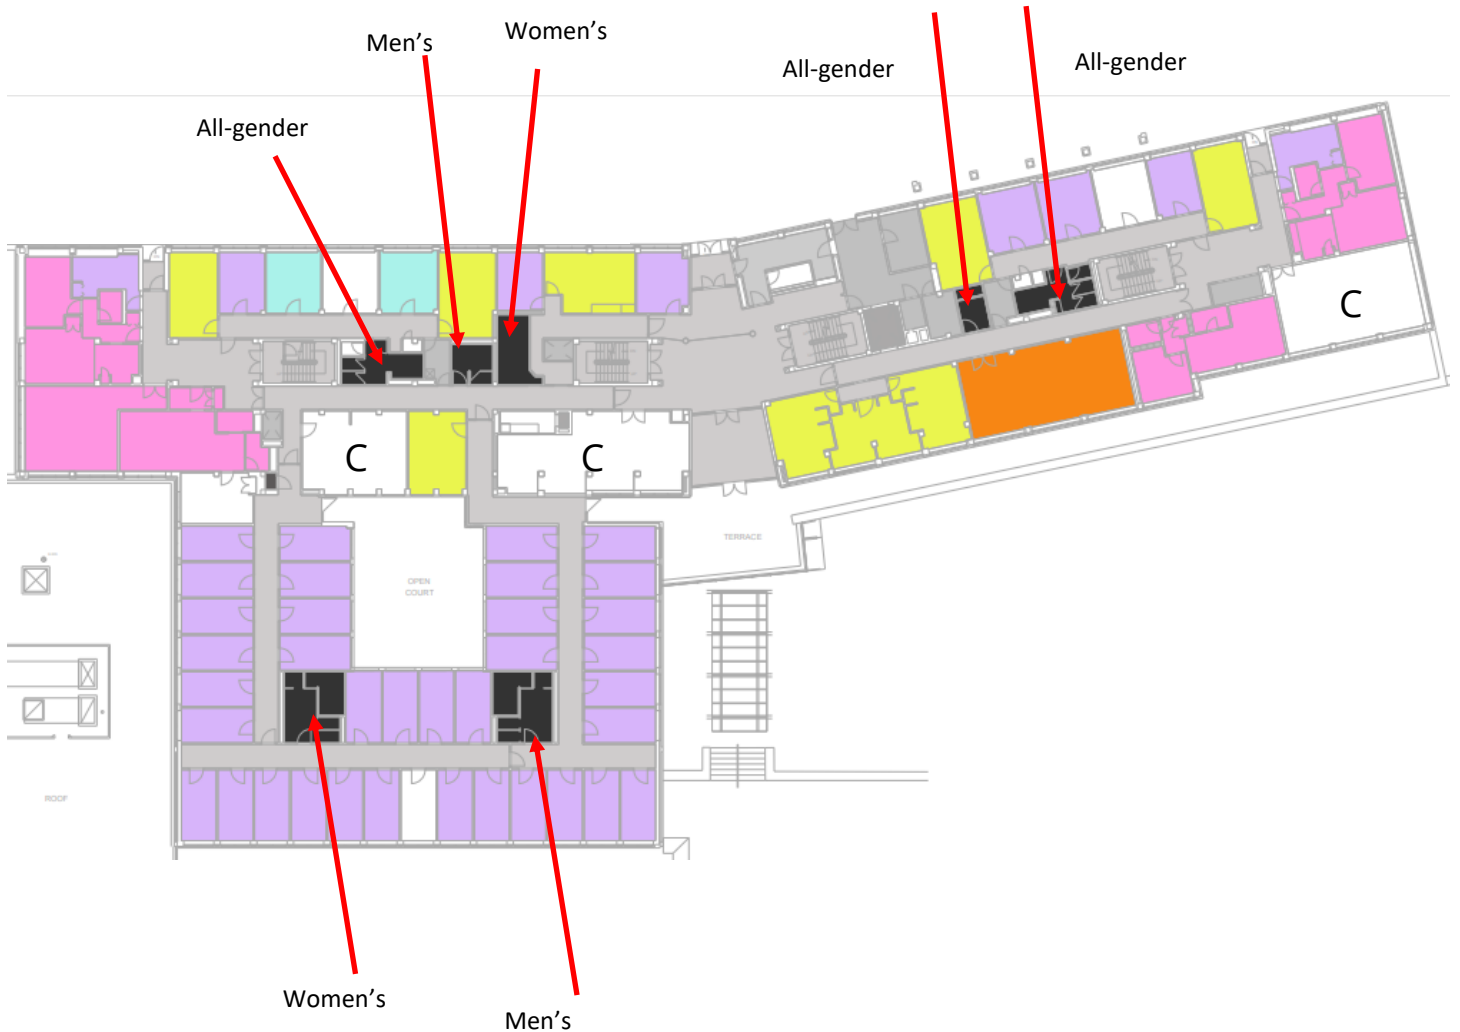 Women's
Men's
All-gender
All-gender
All-gender
C
C
C
TERRACE
OPEN
COURT
ROOF
Women's
Men's